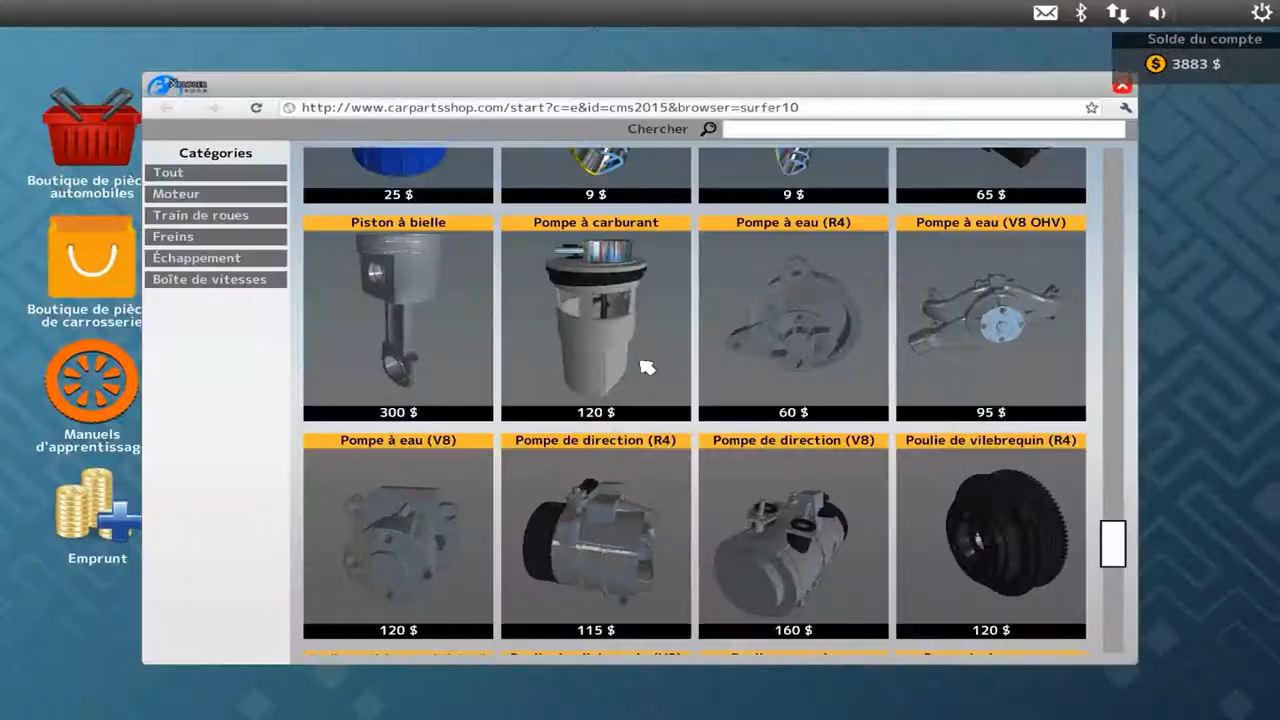 Solde du compte
3883 $
http://www.carpartsshop.com/start?c=e&id=cms2015&browser=surfer10
Chercher
Catégories
Tout
Moteur
Train de roues
Freins
Échappement
Boîte de vitesses
Boutique de pièc
automobiles
Boutique de pièc
de carrosserie
Manuels
d'apprentissag
Emprunt
25 $
9 $
9 $
65 $
Piston à bielle
Pompe à carburant
Pompe à eau (R4)
Pompe à eau (V8 OHV)
300 $
120 $
60 $
95 $
Pompe à eau (V8)
Pompe de direction (R4)
Pompe de direction (V8)
Poulie de vilebrequin (R4)
120 $
115 $
160 $
120 $